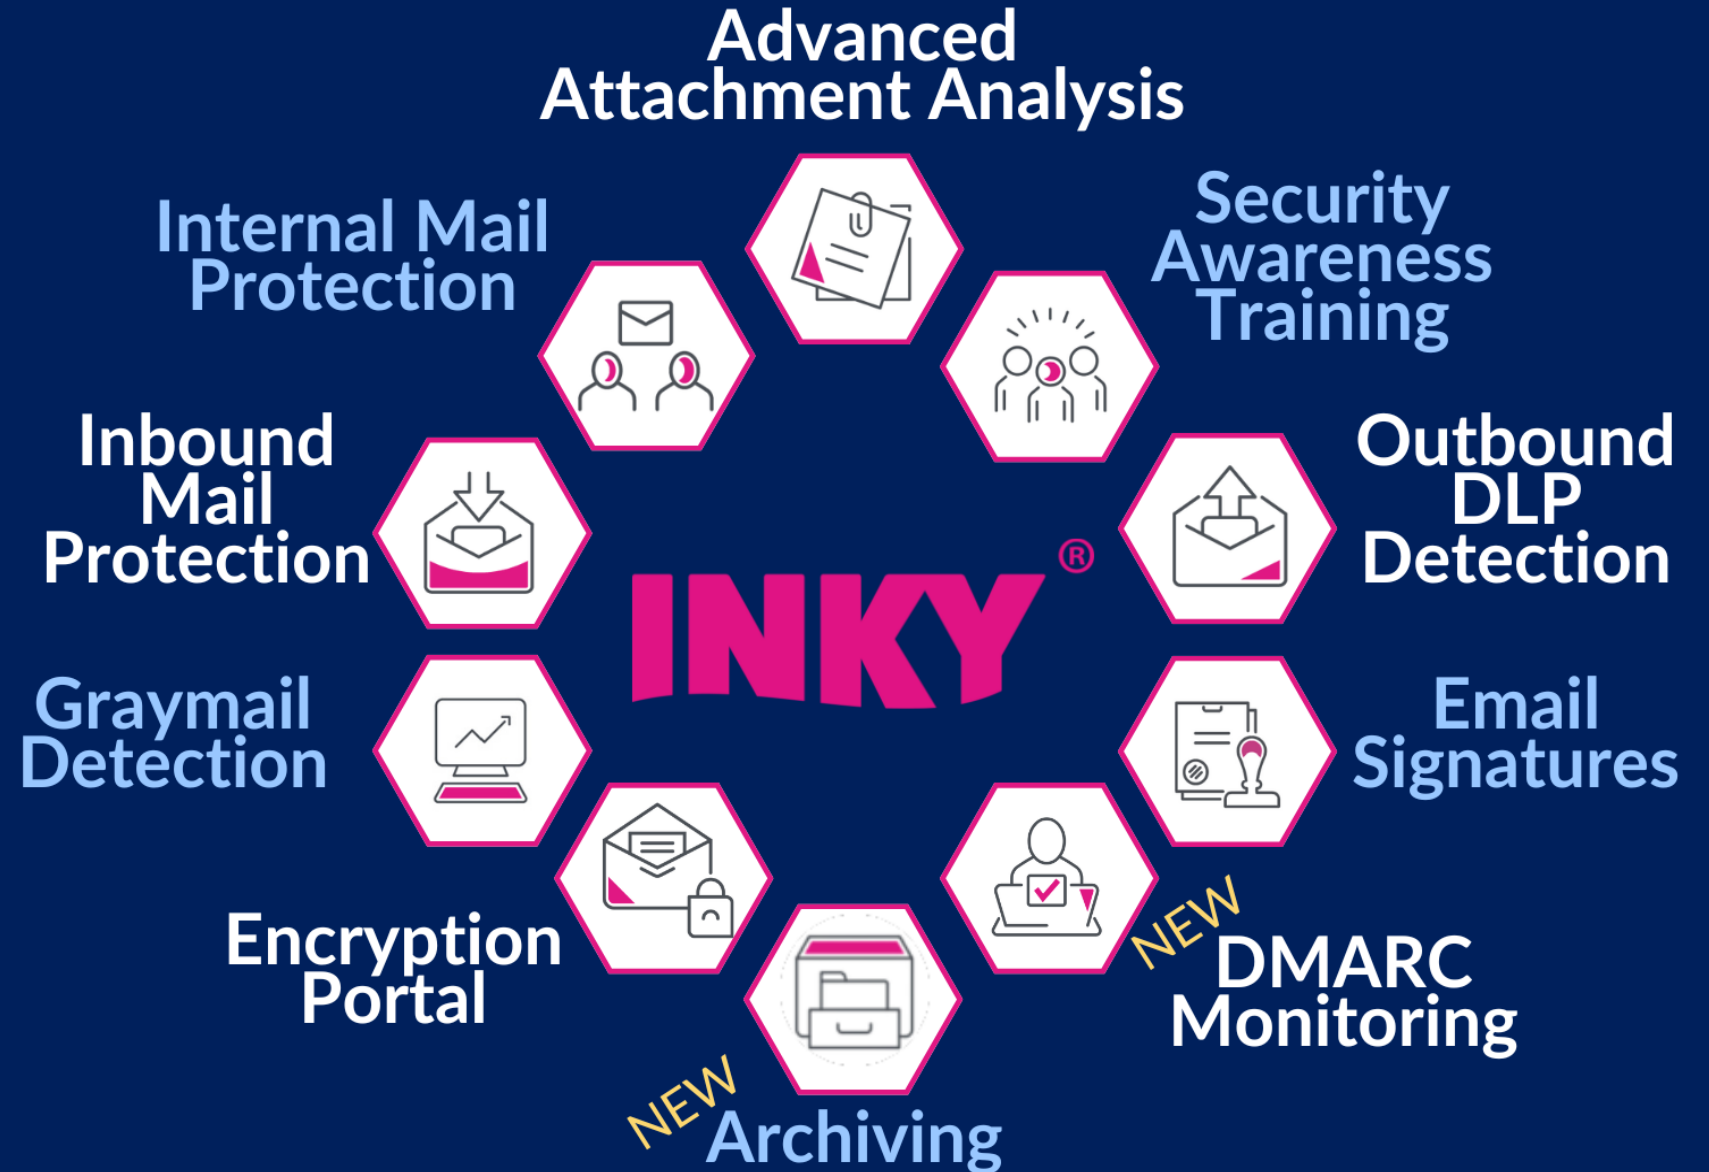 Advanced
Attachment Analysis
Internal Mail
Protection
Security
Awareness
Training
Inbound
Mail
Protection
Outbound
DLP
Detection
INKY®
Graymail
Detection
Email
Signatures
Encryption
Portal
NEW
DMARC
Monitoring
NEW
Archiving